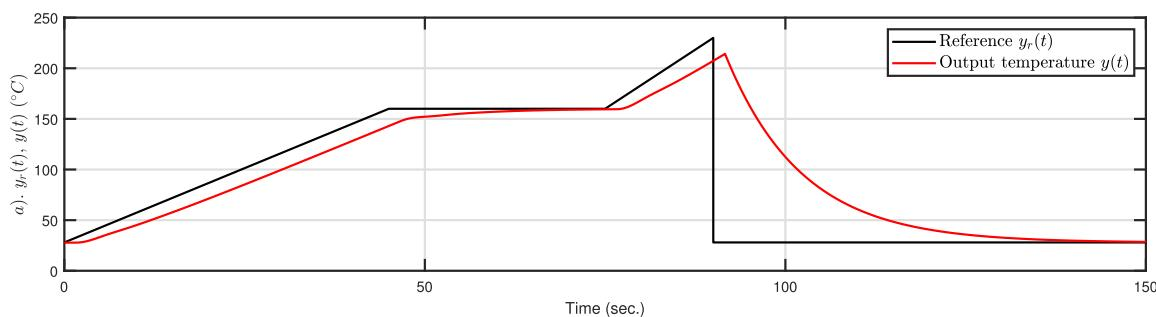 250
200
150
100
50
0
a). y_r(t), y(t) (°C)
Reference y_r(t)
Output temperature y(t)
0
50
100
150
Time (sec.)